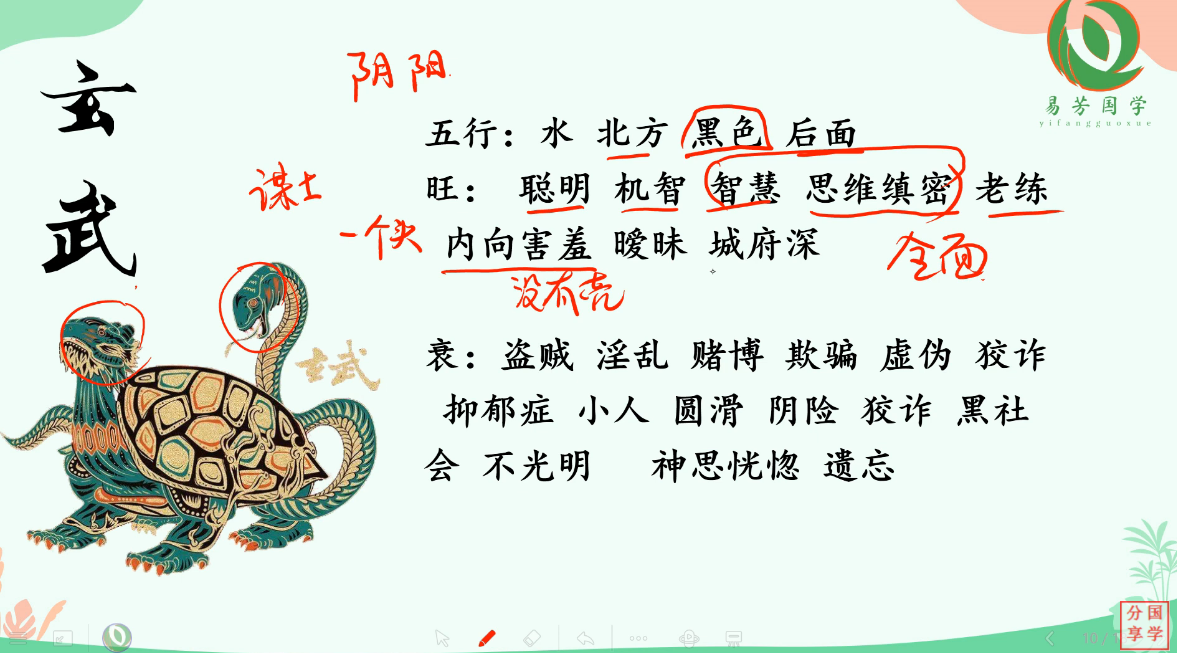 玄武
阴阳
五行：水 北方 黑色 后面
谋士
旺： 聪明 机智 智慧 思维缜密 老练
一个头
内向害羞 暧昧 城府深
全面
没有壳
玄武
衰：盗贼 淫乱 赌博 欺骗 虚伪 狡诈
抑郁症 小人 圆滑 阴险 狡诈 黑社
会 不光明 神思恍惚 遗忘
易芳国学
yifangguoxue
分国
享学
10 /